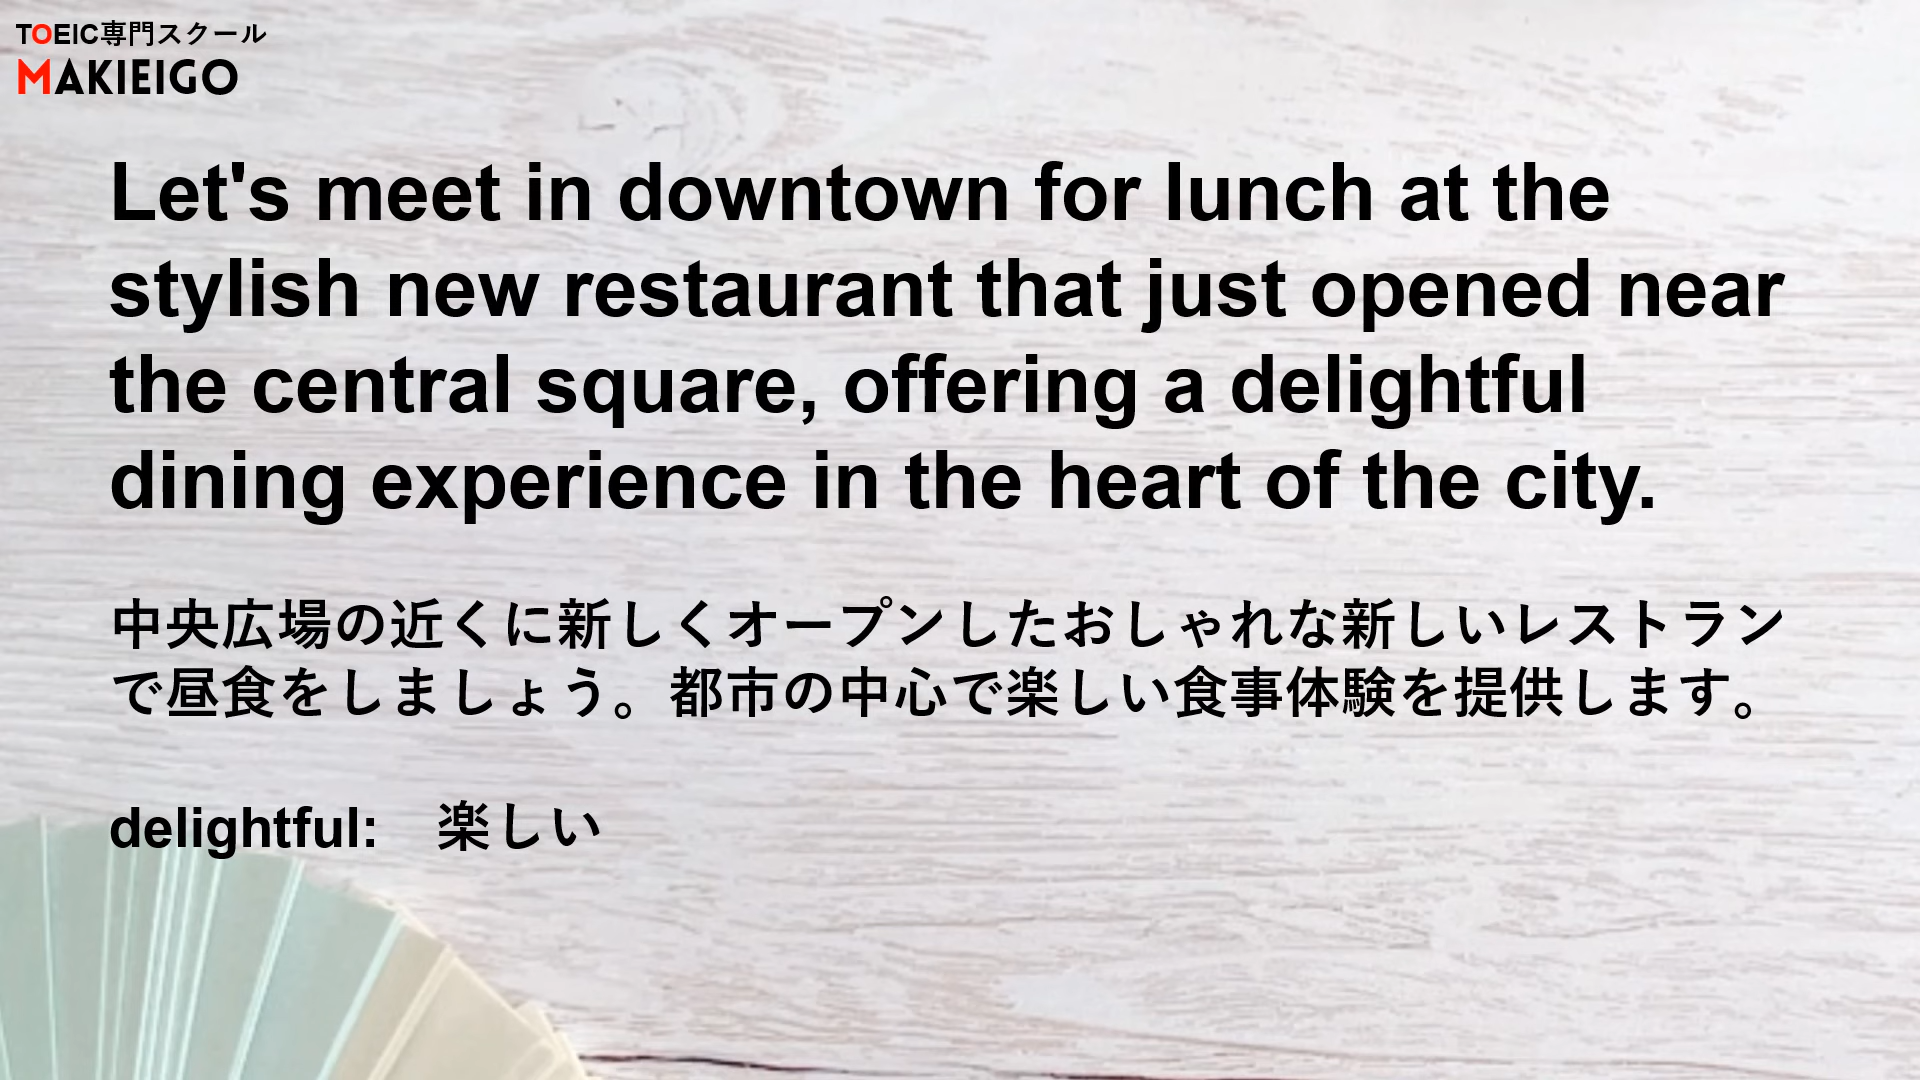 TOEIC専門スクール
MAKIEIGO
Let's meet in downtown for lunch at the
stylish new restaurant that just opened near
the central square, offering a delightful
dining experience in the heart of the city.
中央広場の近くに新しくオープンしたおしゃれな新しいレストラン
で昼食をしましょう。都市の中心で楽しい食事体験を提供します。
delightful:　楽しい